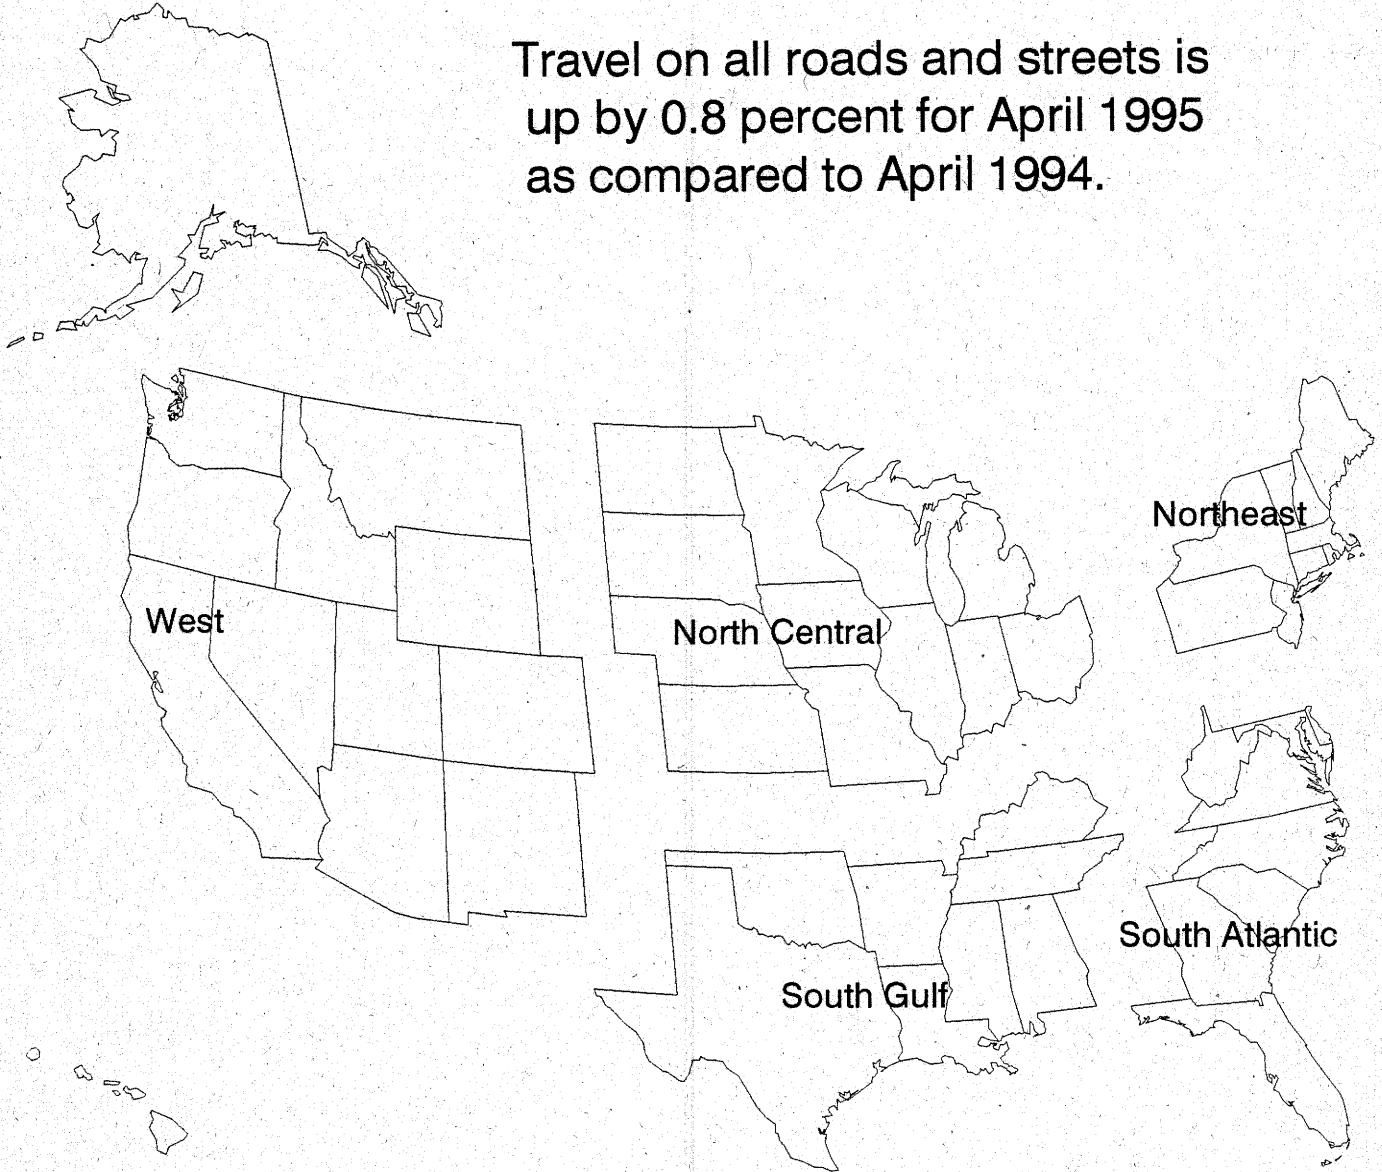 Travel on all roads and streets is
up by 0.8 percent for April 1995
as compared to April 1994.
Northeast
West
North Central
South Atlantic
South Gulf